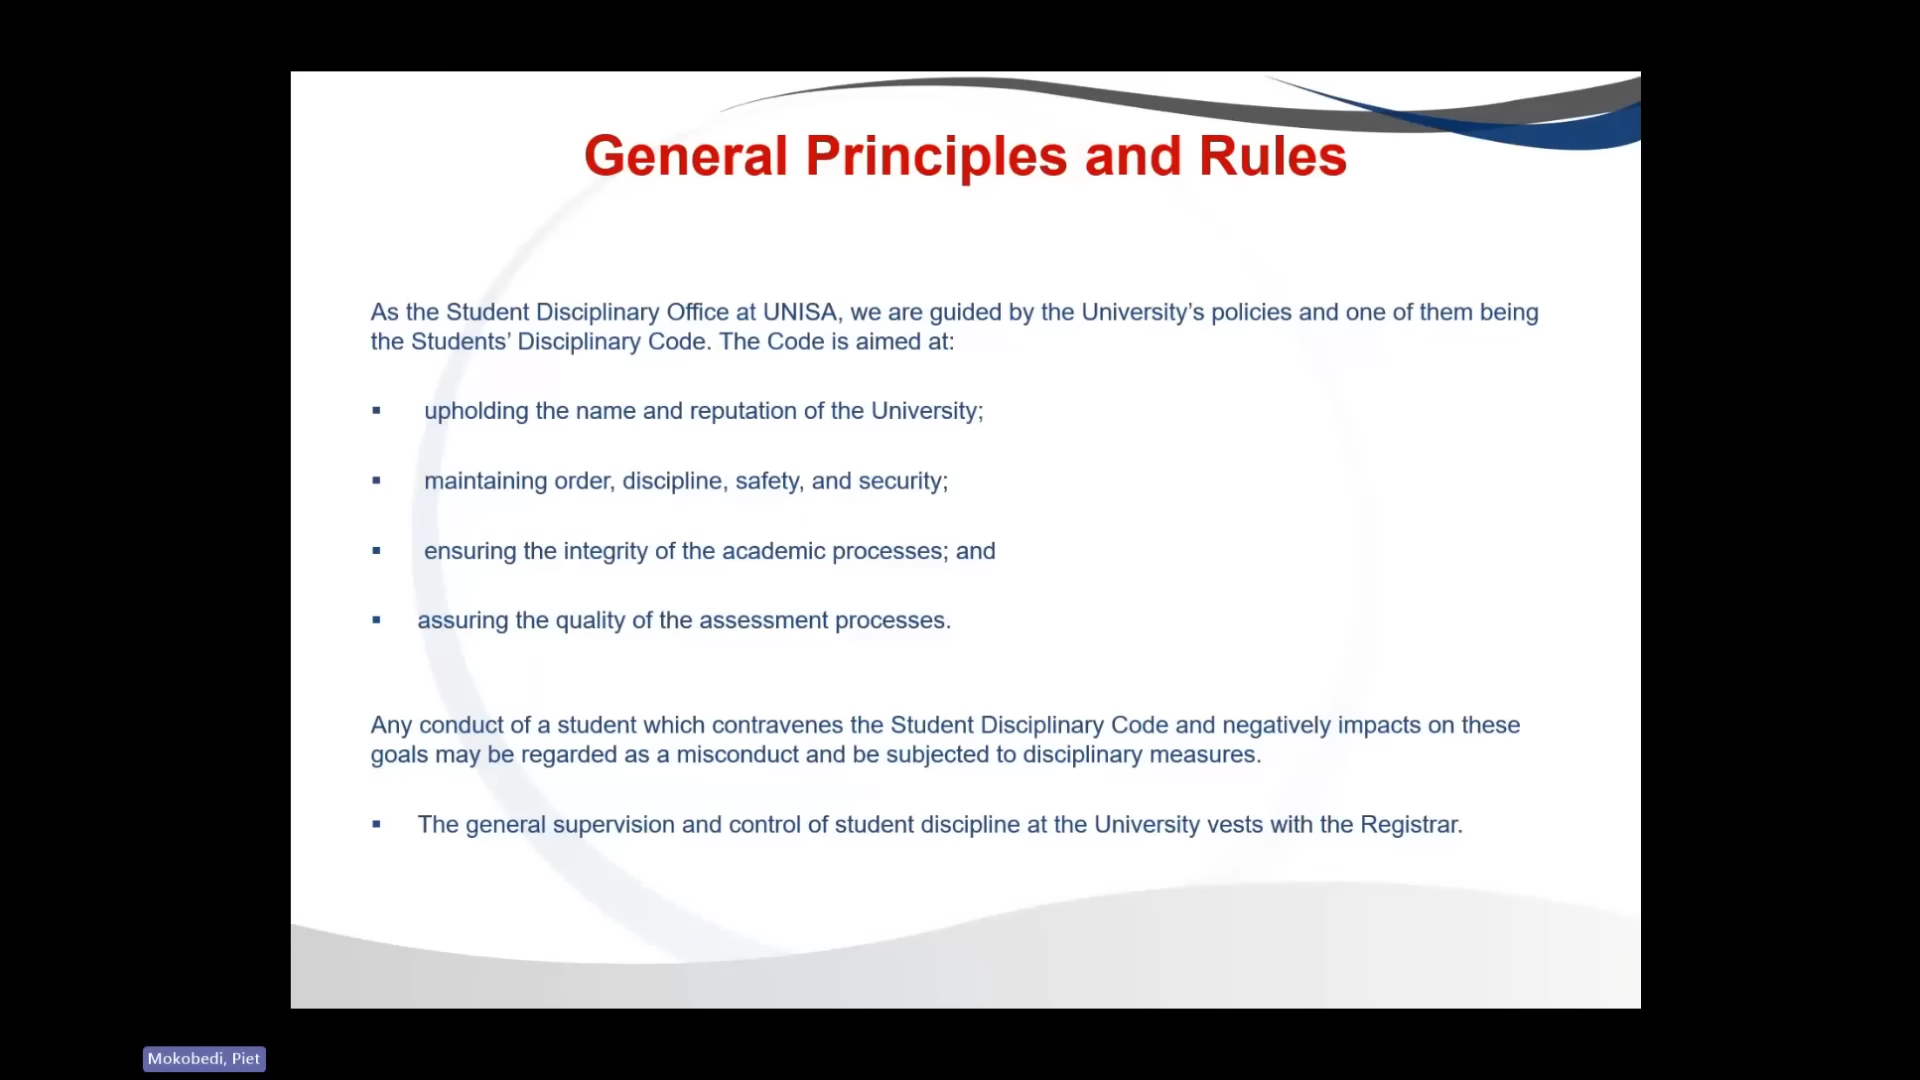 General Principles and Rules
As the Student Disciplinary Office at UNISA, we are guided by the University’s policies and one of them being
the Students’ Disciplinary Code. The Code is aimed at:
▪ upholding the name and reputation of the University;
▪ maintaining order, discipline, safety, and security;
▪ ensuring the integrity of the academic processes; and
▪ assuring the quality of the assessment processes.
Any conduct of a student which contravenes the Student Disciplinary Code and negatively impacts on these
goals may be regarded as a misconduct and be subjected to disciplinary measures.
▪ The general supervision and control of student discipline at the University vests with the Registrar.
Mokobedi, Piet